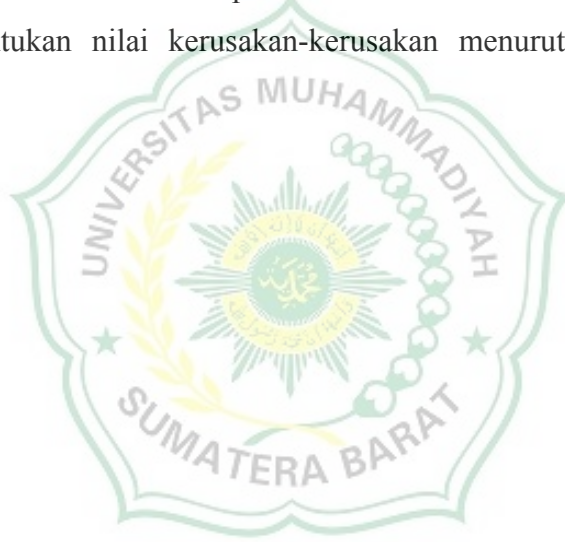 tukan nilai kerusakan-kerusakan menurut
UNIVERSITAS MUHAMMADIYAH
SUMATERA BARAT